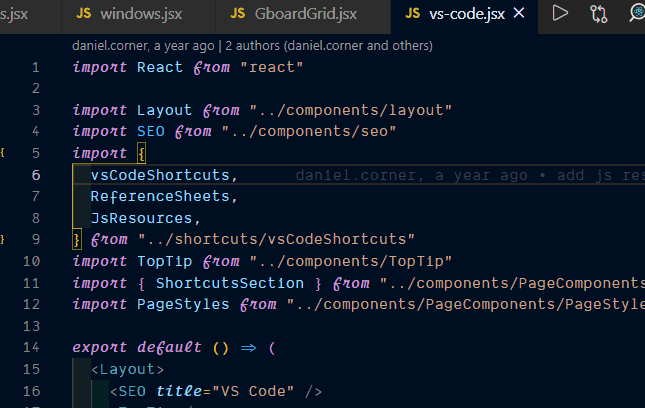 s.jsx JS windows.jsx JS GboardGrid.jsx JS vs-code.jsx
daniel.corner, a year ago | 2 authors (daniel.corner and others)
1 import React from "react"
2
3 import Layout from "../components/layout"
4 import SEO from "../components/seo"
5 import {
6 vsCodeShortcuts, daniel.corner, a year ago • add js res
7 ReferenceSheets,
8 JsResources,
9 } from "../shortcuts/vsCodeShortcuts"
10 import TopTip from "../components/TopTip"
11 import { ShortcutsSection } from "../components/PageComponents
12 import PageStyles from "../components/PageComponents/PageStyle
13
14 export default () => (
15 <Layout>
16 <SEO title="VS Code" />